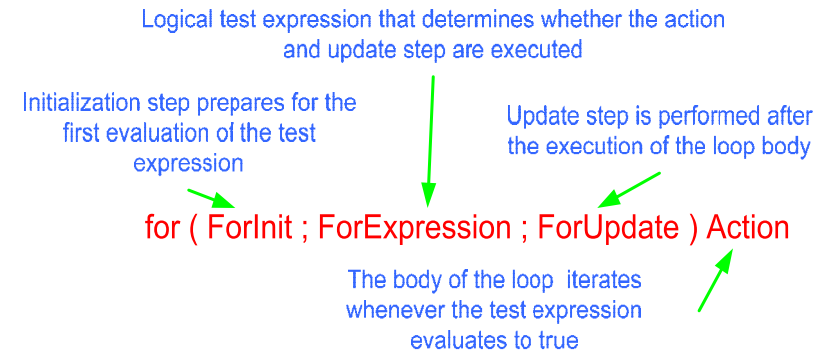 Logical test expression that determines whether the action
and update step are executed
Initialization step prepares for the
first evaluation of the test
expression
Update step is performed after
the execution of the loop body
for ( ForInit ; ForExpression ; ForUpdate ) Action
The body of the loop iterates
whenever the test expression
evaluates to true